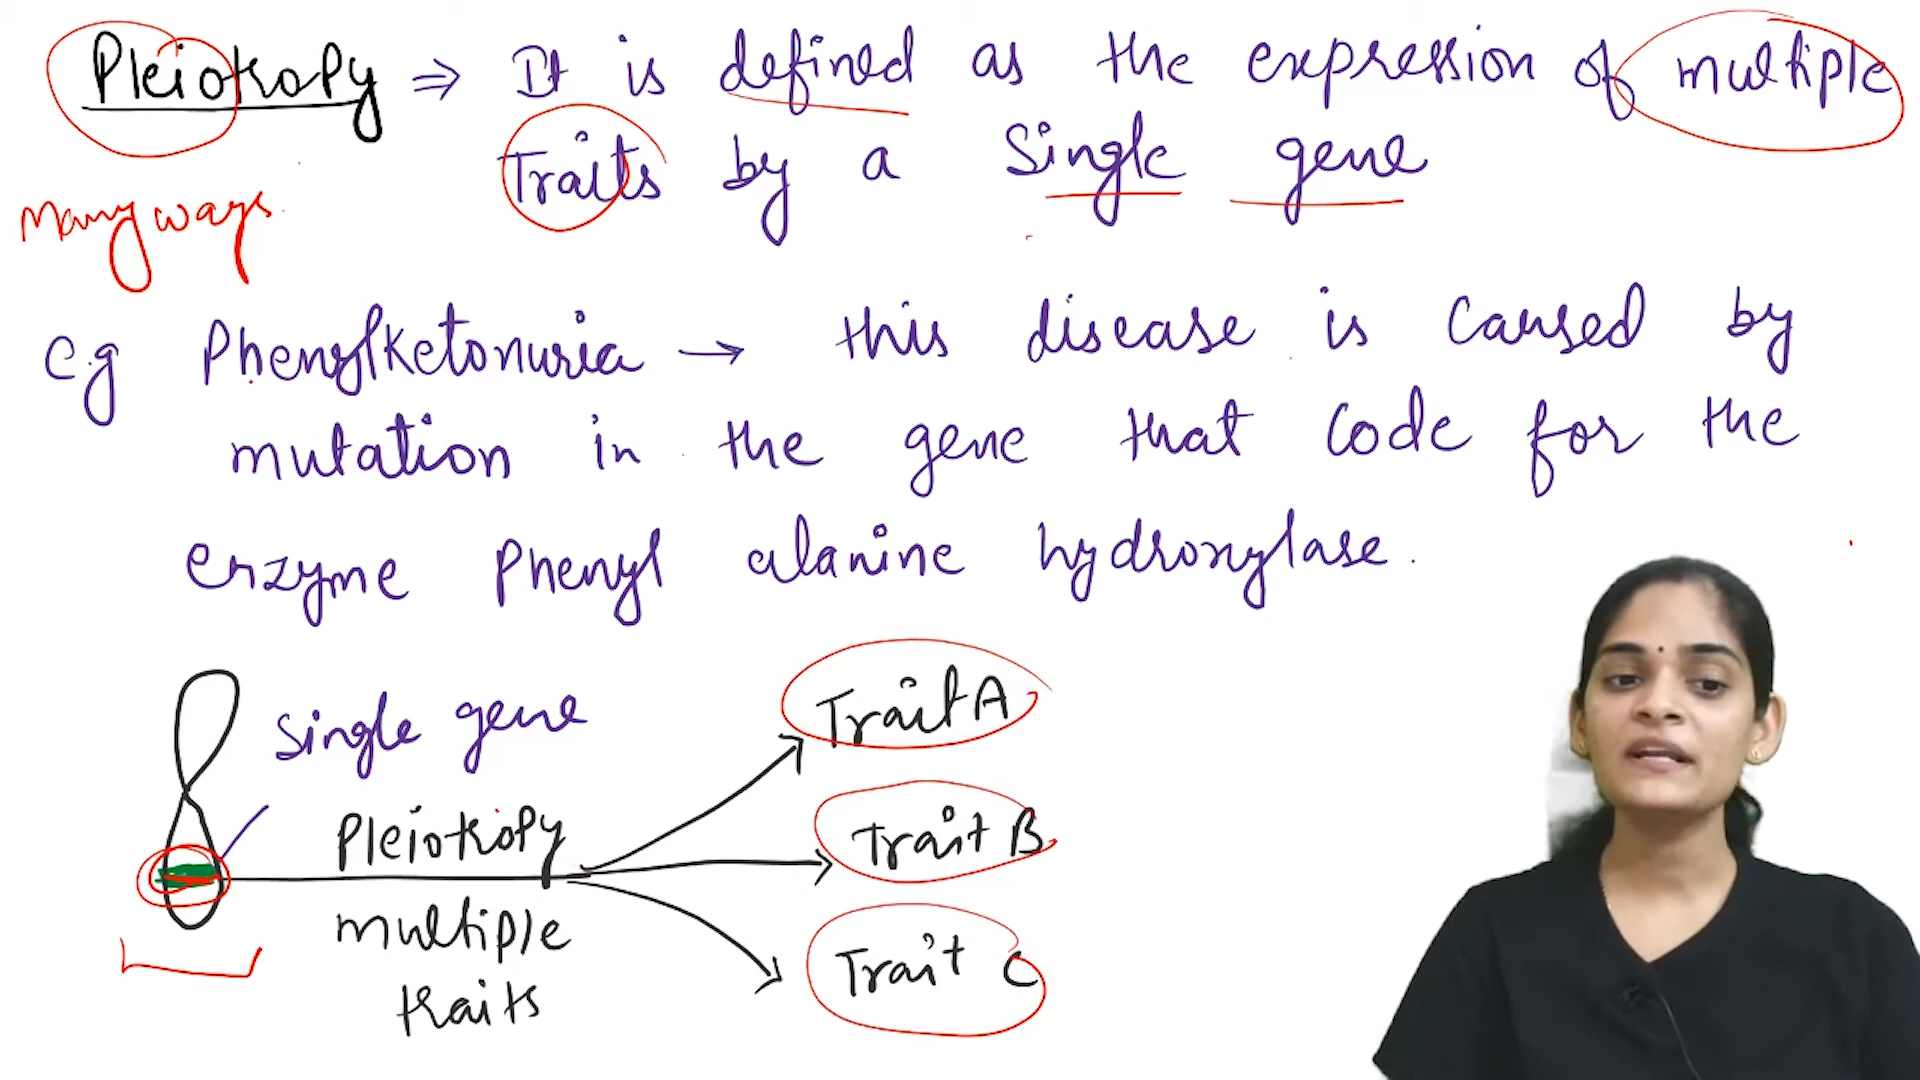 Pleiotropy ⇒ It is defined as the expression of multiple
Traits by a Single gene
Many ways.
e.g Phenylketonuria → this disease is caused by
mutation in the gene that code for the
enzyme Phenyl alanine hydroxylase.
Single gene
Pleiotropy
multiple
traits
Trait A
Trait B
Trait C